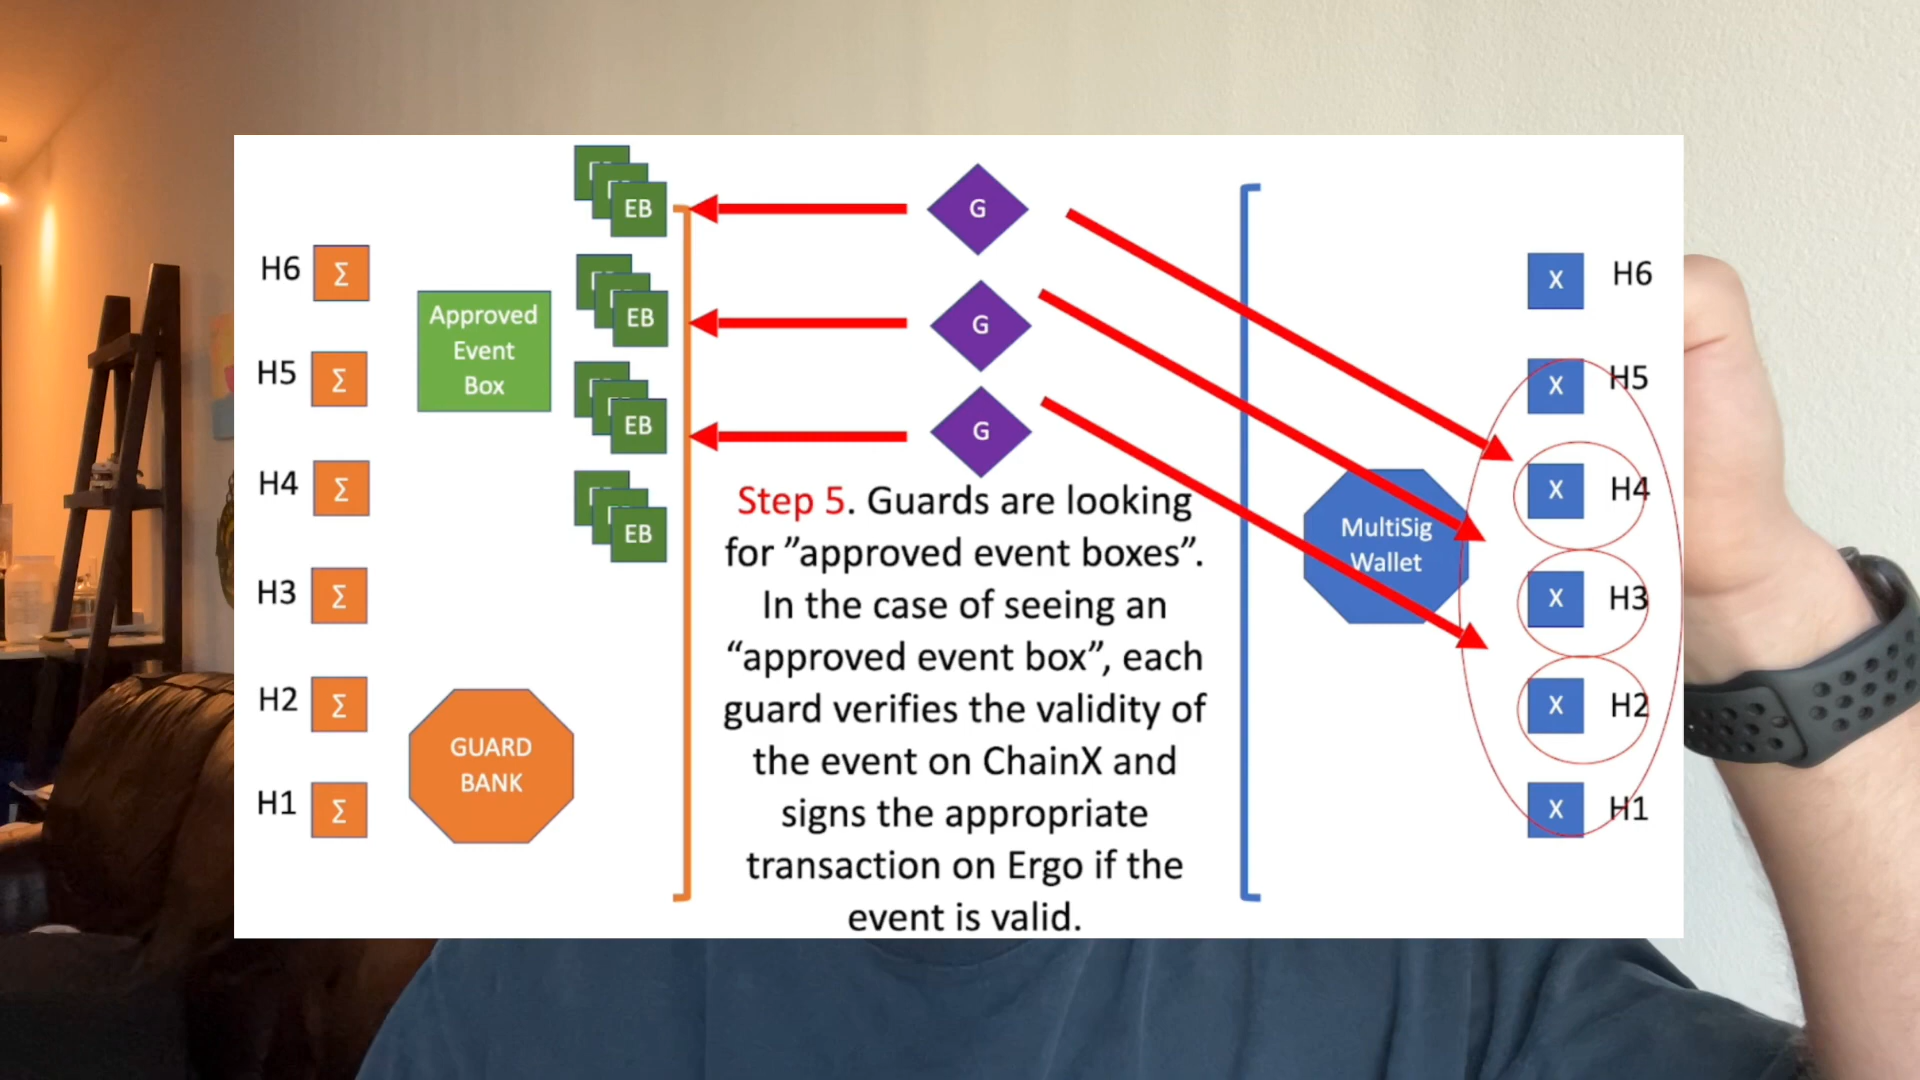 EB
EB
EB
EB
G
G
G
H6
Σ
H5
Σ
H4
Σ
H3
Σ
H2
Σ
H1
Σ
Approved
Event
Box
GUARD
BANK
Step 5. Guards are looking
for ”approved event boxes”.
In the case of seeing an
“approved event box”, each
guard verifies the validity of
the event on ChainX and
signs the appropriate
transaction on Ergo if the
event is valid.
MultiSig
Wallet
X H6
X H5
X H4
X H3
X H2
X H1